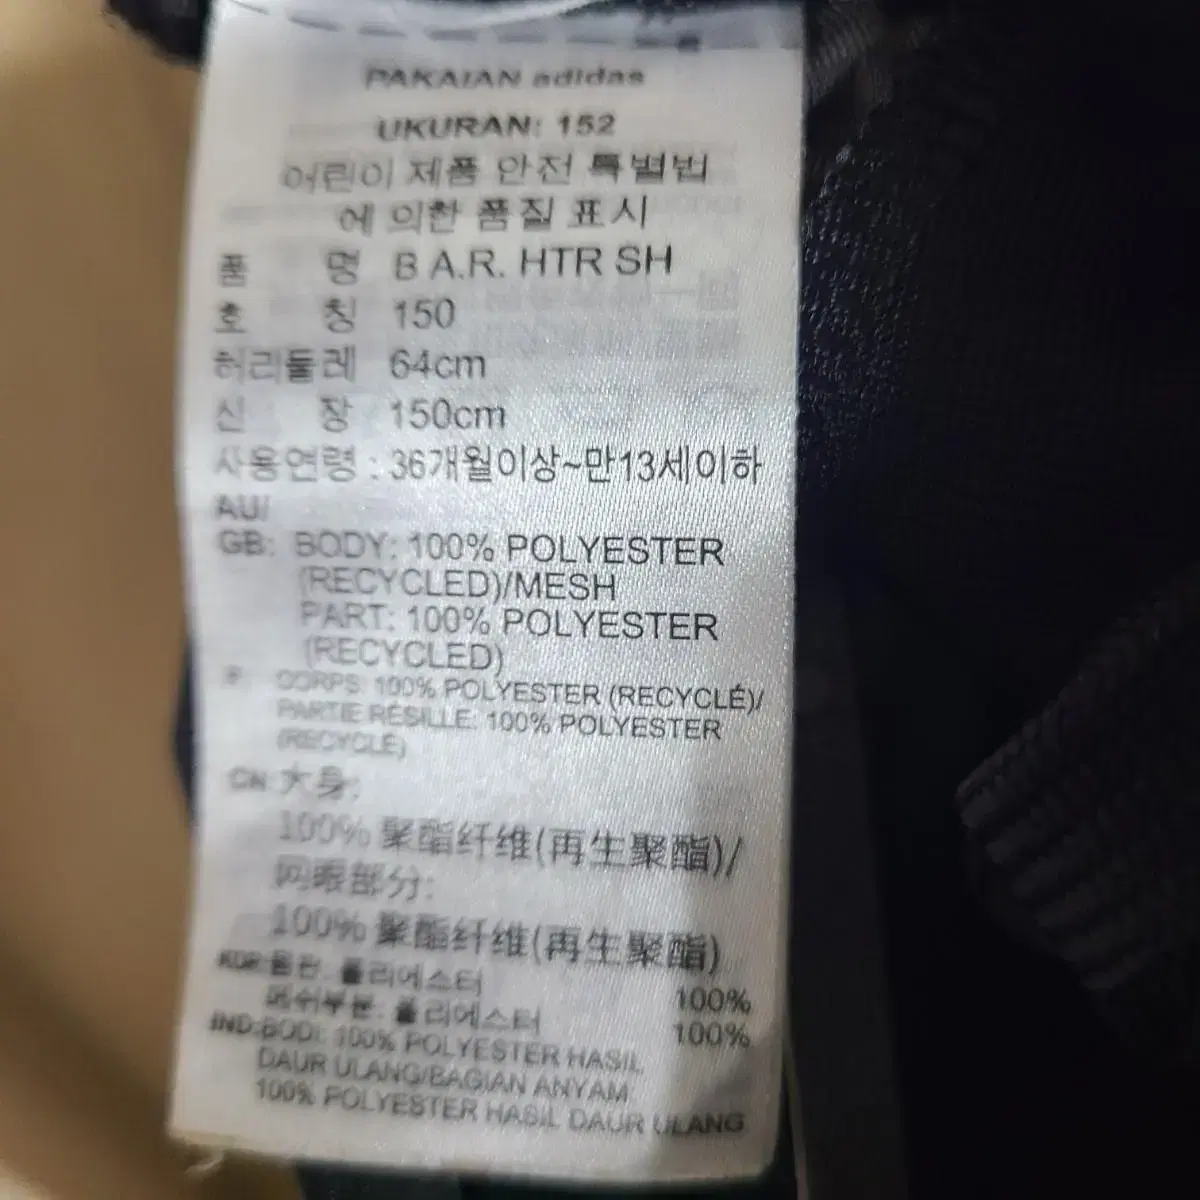 PAKAIAN adidas
UKURAN: 152
어린이 제품 안전 특별법
에 의한 품질 표시
품 명 B A.R. HTR SH
호 칭 150
허리둘레 64cm
신 장 150cm
사용연령 : 36개월이상~만13세이하
AU/
GB: BODY: 100% POLYESTER
(RECYCLED)/MESH
PART: 100% POLYESTER
(RECYCLED)
F: CORPS: 100% POLYESTER (RECYCLÉ)/
PARTIE RÉSILLE: 100% POLYESTER
(RECYCLÉ)
CN: 大身:
100% 聚酯纤维(再生聚酯)/
网眼部分:
100% 聚酯纤维(再生聚酯)
KOR:원단: 폴리에스터 100%
메쉬부분: 폴리에스터 100%
IND:BODI: 100% POLYESTER HASIL
DAUR ULANG/BAGIAN ANYAM:
100% POLYESTER HASIL DAUR ULANG